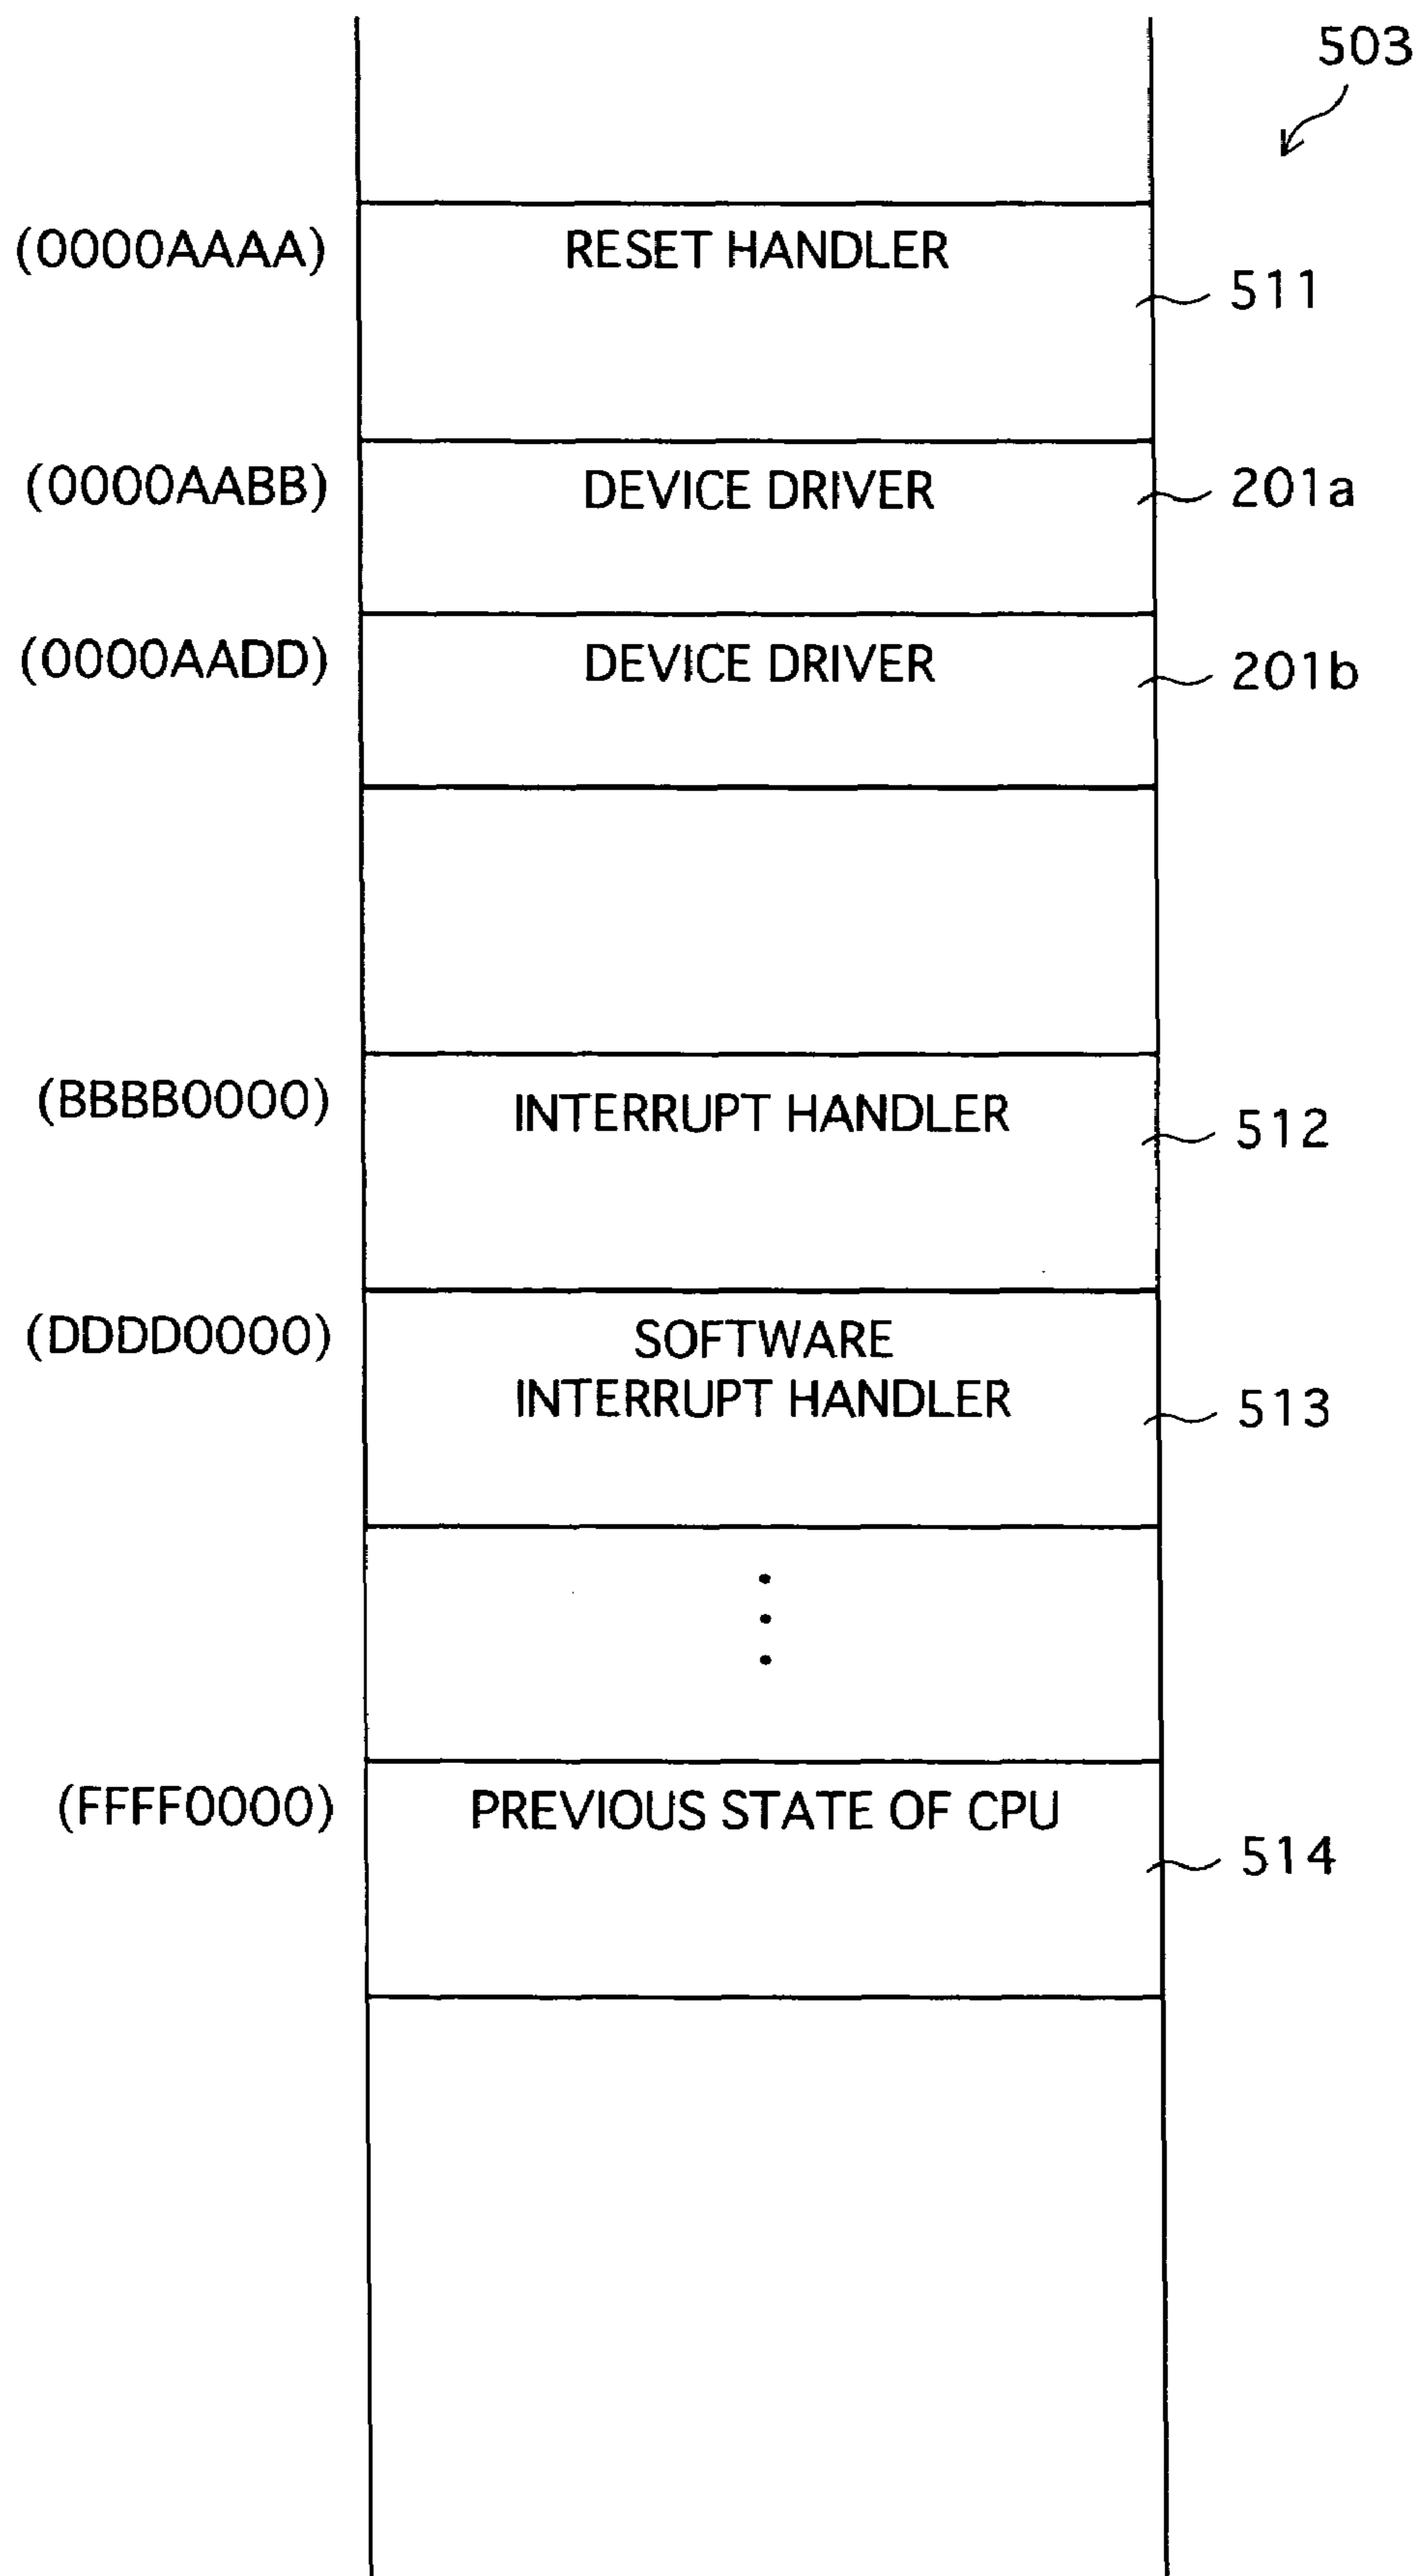 503
(0000AAAA) RESET HANDLER 511
(0000AABB) DEVICE DRIVER 201a
(0000AADD) DEVICE DRIVER 201b
(BBBB0000) INTERRUPT HANDLER 512
(DDDD0000) SOFTWARE
INTERRUPT HANDLER 513
(FFFF0000) PREVIOUS STATE OF CPU 514